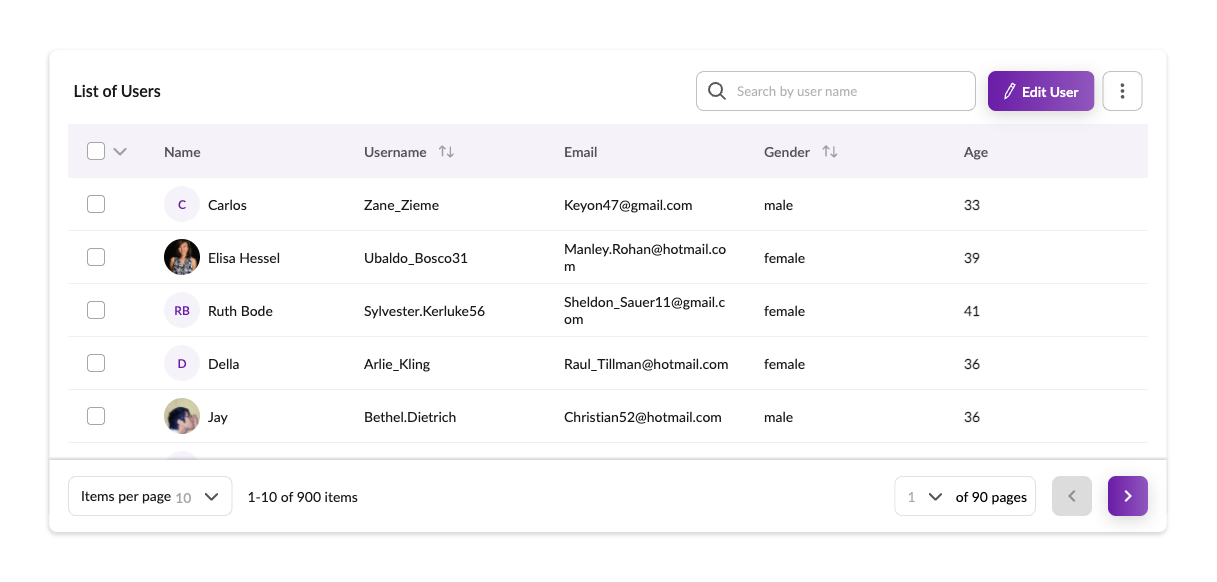 List of Users
Search by user name
Edit User
Name Username Email Gender Age
C Carlos Zane_Zieme Keyon47@gmail.com male 33
Elisa Hessel Ubaldo_Bosco31 Manley.Rohan@hotmail.co
m female 39
RB Ruth Bode Sylvester.Kerluke56 Sheldon_Sauer11@gmail.c
om female 41
D Della Arlie_Kling Raul_Tillman@hotmail.com female 36
Jay Bethel.Dietrich Christian52@hotmail.com male 36
Items per page 10 1-10 of 900 items 1 of 90 pages